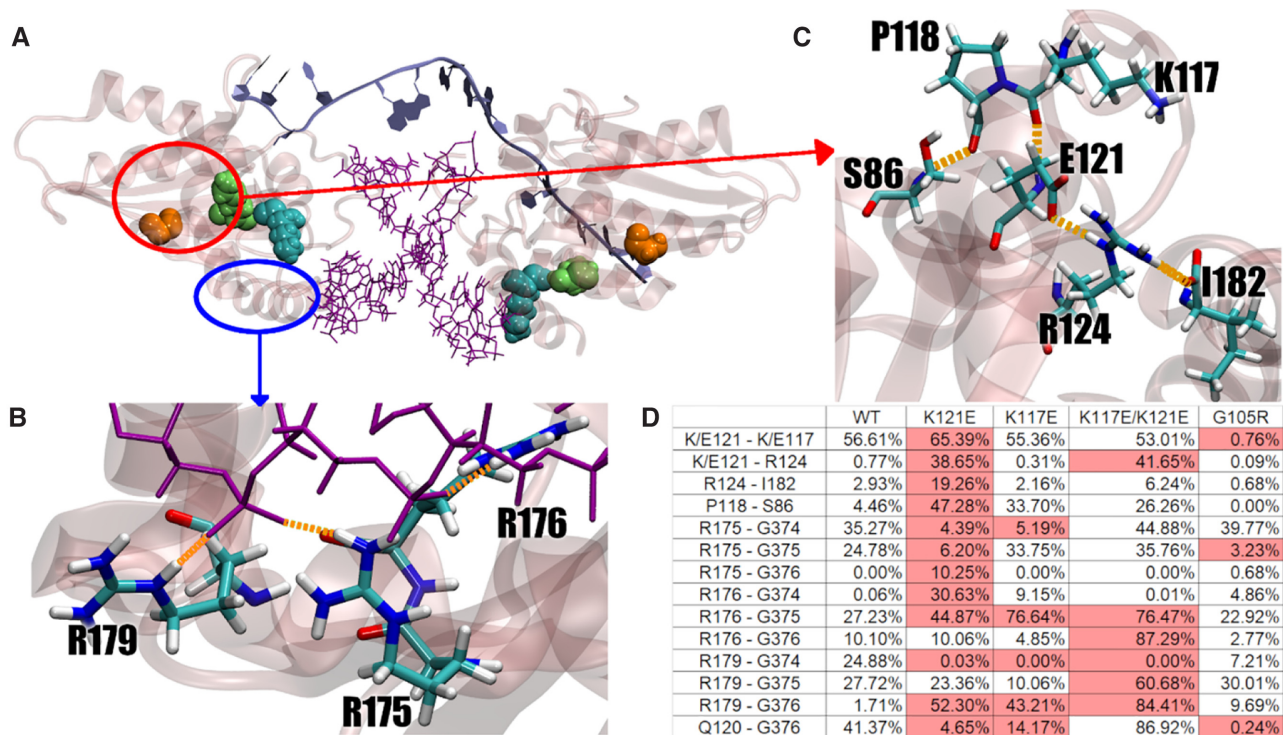 A
B
R179
R175
R176
C
P118
K117
S86
E121
R124
I182
D
WT K121E K117E K117E/K121E G105R
K/E121 - K/E117 56.61% 65.39% 55.36% 53.01% 0.76%
K/E121 - R124 0.77% 38.65% 0.31% 41.65% 0.09%
R124 - I182 2.93% 19.26% 2.16% 6.24% 0.68%
P118 - S86 4.46% 47.28% 33.70% 26.26% 0.00%
R175 - G374 35.27% 4.39% 5.19% 44.88% 39.77%
R175 - G375 24.78% 6.20% 33.75% 35.76% 3.23%
R175 - G376 0.00% 10.25% 0.00% 0.00% 0.68%
R176 - G374 0.06% 30.63% 9.15% 0.01% 4.86%
R176 - G375 27.23% 44.87% 76.64% 76.47% 22.92%
R176 - G376 10.10% 10.06% 4.85% 87.29% 2.77%
R179 - G374 24.88% 0.03% 0.00% 0.00% 7.21%
R179 - G375 27.72% 23.36% 10.06% 60.68% 30.01%
R179 - G376 1.71% 52.30% 43.21% 84.41% 9.69%
Q120 - G376 41.37% 4.65% 14.17% 86.92% 0.24%